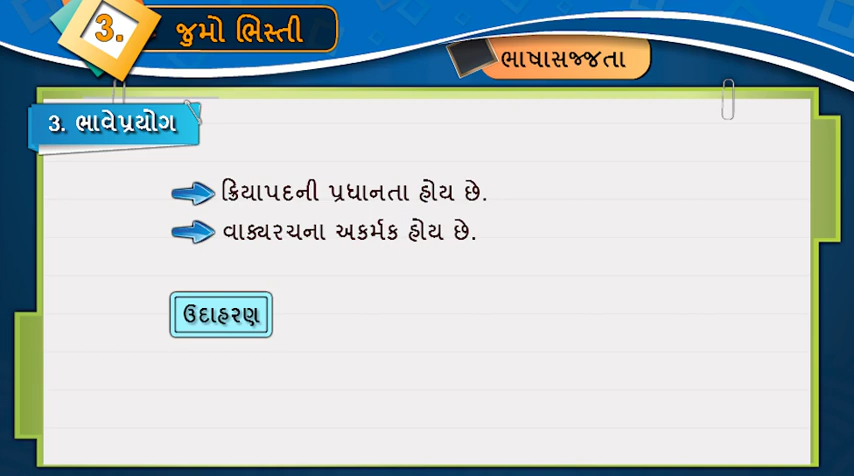 3. જુમો ભિસ્તી
ભાષાસજ્જતા
3. ભાવેપ્રયોગ
ક્રિયાપદની પ્રધાનતા હોય છે.
વાક્યરચના અકર્મક હોય છે.
ઉદાહરણ